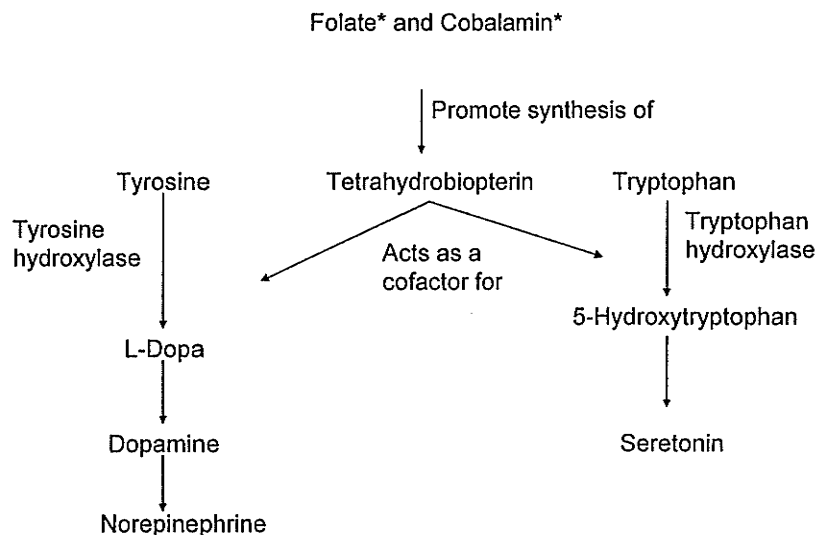 Folate* and Cobalamin*
Promote synthesis of
Tyrosine
Tetrahydrobiopterin
Tryptophan
Tyrosine
hydroxylase
Acts as a
cofactor for
Tryptophan
hydroxylase
5-Hydroxytryptophan
L-Dopa
Dopamine
Seretonin
Norepinephrine